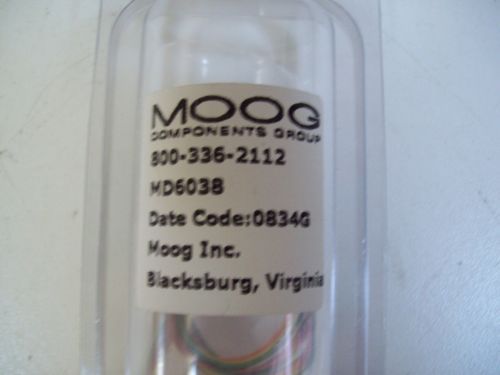 MOOG
COMPONENTS GROUP
800-336-2112
MD6038
Date Code:0834G
Moog Inc.
Blacksburg, Virginia